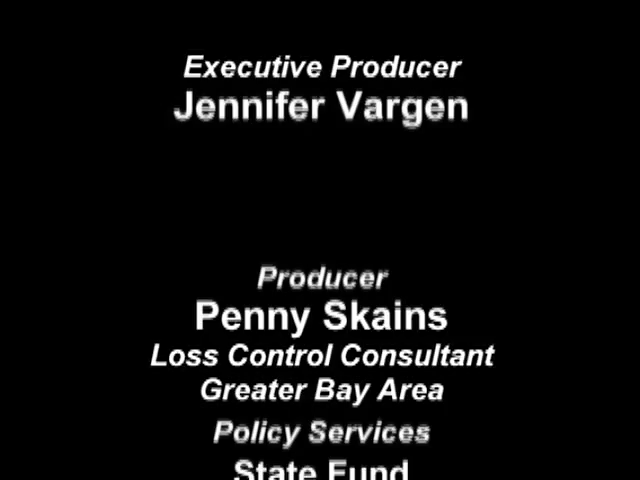 Executive Producer
Jennifer Vargen
Producer
Penny Skains
Loss Control Consultant
Greater Bay Area
Policy Services
State Fund